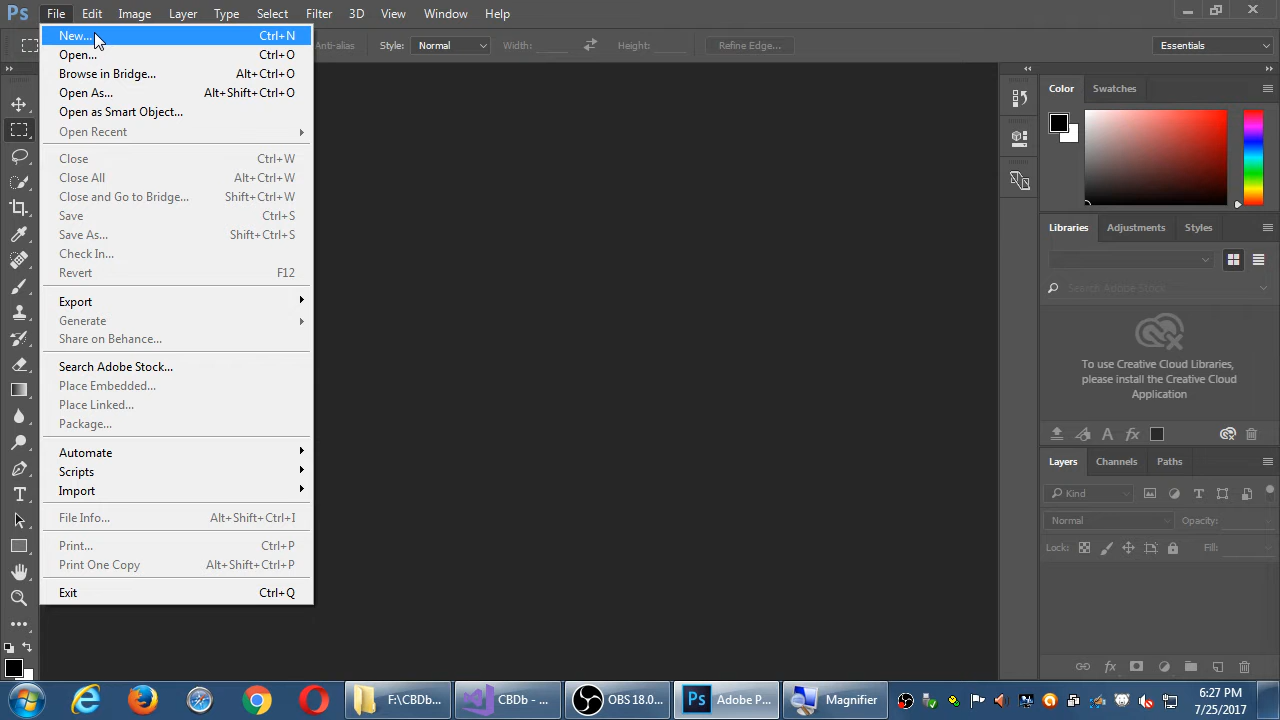 Ps File Edit Image Layer Type Select Filter 3D View Window Help
Anti-alias Style: Normal Width: Height: Refine Edge... Essentials
New... Ctrl+N
Open... Ctrl+O
Browse in Bridge... Alt+Ctrl+O
Open As... Alt+Shift+Ctrl+O
Open as Smart Object...
Open Recent
Close Ctrl+W
Close All Alt+Ctrl+W
Close and Go to Bridge... Shift+Ctrl+W
Save Ctrl+S
Save As... Shift+Ctrl+S
Check In...
Revert F12
Export
Generate
Share on Behance...
Search Adobe Stock...
Place Embedded...
Place Linked...
Package...
Automate
Scripts
Import
File Info... Alt+Shift+Ctrl+I
Print... Ctrl+P
Print One Copy Alt+Shift+Ctrl+P
Exit Ctrl+Q
Color Swatches
Libraries Adjustments Styles
Search Adobe Stock...
To use Creative Cloud Libraries,
please install the Creative Cloud
Application
Layers Channels Paths
Kind
Normal Opacity:
Lock: Fill:
F:\CBDb... CBDb - ... OBS 18.0... Ps Adobe P... Magnifier
6:27 PM
7/25/2017